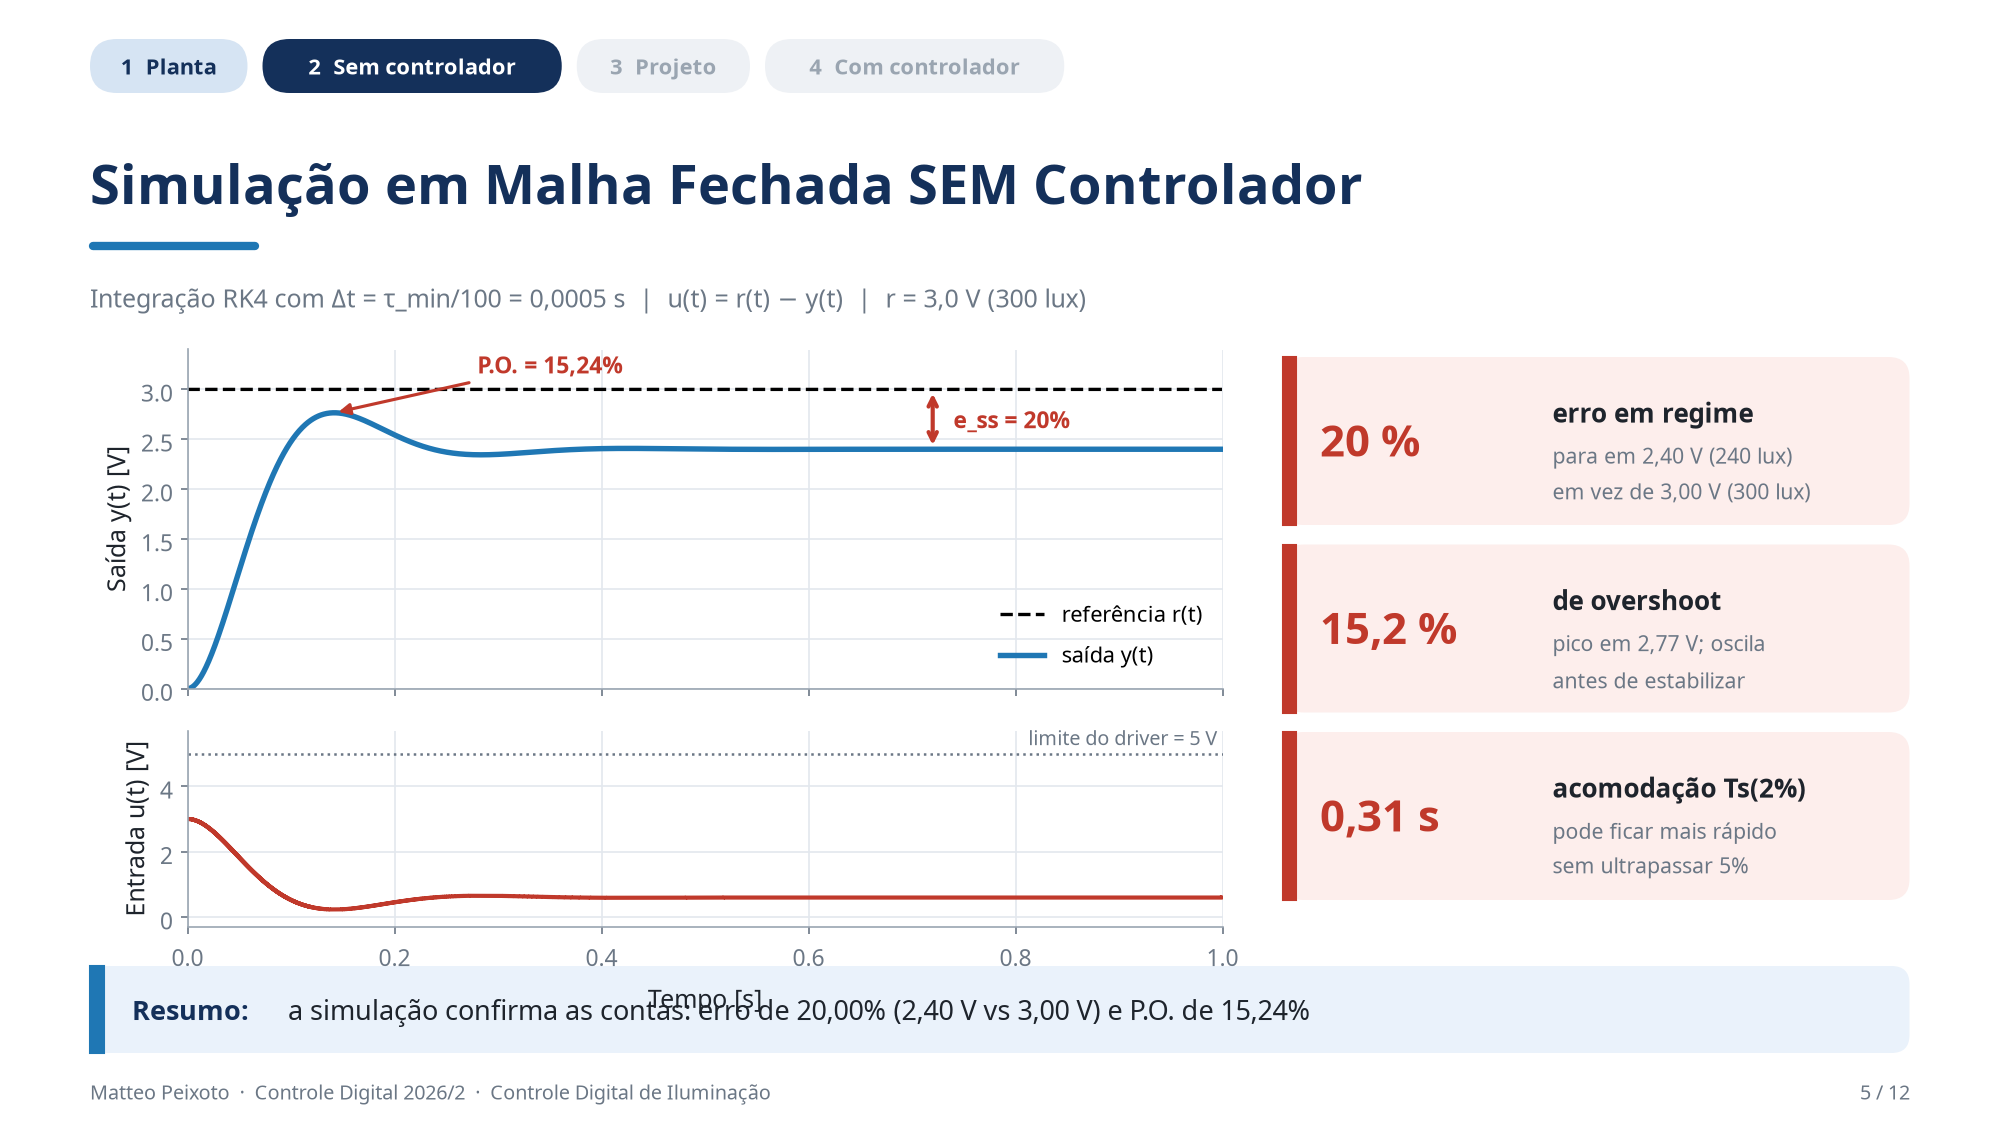 1 Planta
2 Sem controlador
3 Projeto
4 Com controlador
Simulação em Malha Fechada SEM Controlador
Integração RK4 com Δt = τ_min/100 = 0,0005 s | u(t) = r(t) − y(t) | r = 3,0 V (300 lux)
P.O. = 15,24%
e_ss = 20%
Saída y(t) [V]
3.0
2.5
2.0
1.5
1.0
0.5
0.0
referência r(t)
saída y(t)
limite do driver = 5 V
Entrada u(t) [V]
4
2
0
0.0 0.2 0.4 0.6 0.8 1.0
Tempo [s]
20 %
erro em regime
para em 2,40 V (240 lux)
em vez de 3,00 V (300 lux)
15,2 %
de overshoot
pico em 2,77 V; oscila
antes de estabilizar
0,31 s
acomodação Ts(2%)
pode ficar mais rápido
sem ultrapassar 5%
Resumo: a simulação confirma as contas: erro de 20,00% (2,40 V vs 3,00 V) e P.O. de 15,24%
Matteo Peixoto · Controle Digital 2026/2 · Controle Digital de Iluminação
5 / 12